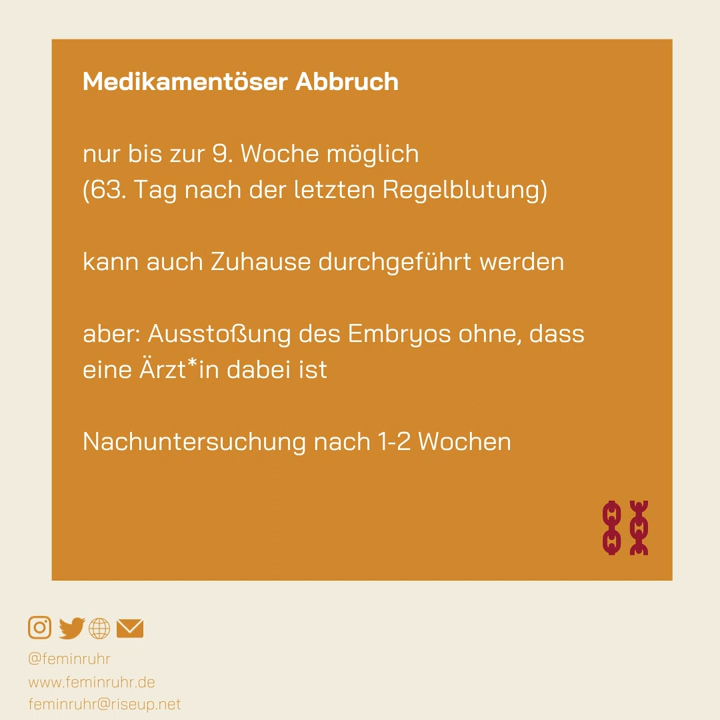 Medikamentöser Abbruch
nur bis zur 9. Woche möglich
(63. Tag nach der letzten Regelblutung)
kann auch Zuhause durchgeführt werden
aber: Ausstoßung des Embryos ohne, dass
eine Ärzt*in dabei ist
Nachuntersuchung nach 1-2 Wochen
@feminruhr
www.feminruhr.de
feminruhr@riseup.net